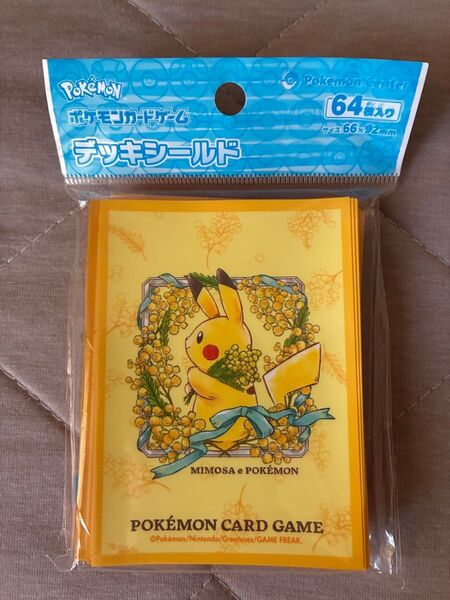 Pokémon
Pokémon Center
ポケモンカードゲーム
64枚入り
デッキシールド
サイズ 66×92mm
MIMOSA e POKÉMON
POKÉMON CARD GAME
©Pokémon/Nintendo/Creatures/GAME FREAK.